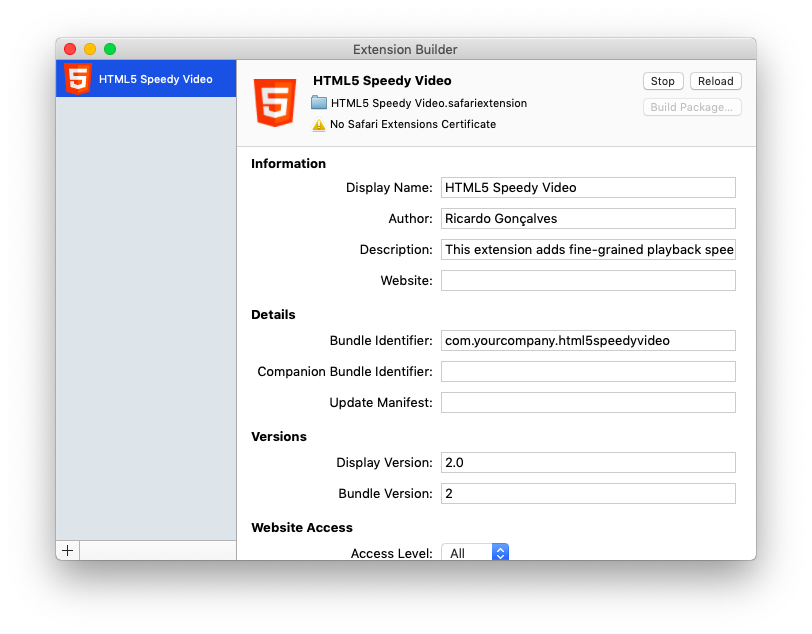 Extension Builder
HTML5 Speedy Video
HTML5 Speedy Video
Stop
Reload
HTML5 Speedy Video.safariextension
Build Package...
No Safari Extensions Certificate
Information
Display Name: HTML5 Speedy Video
Author: Ricardo Gonçalves
Description: This extension adds fine-grained playback spee
Website:
Details
Bundle Identifier: com.yourcompany.html5speedyvideo
Companion Bundle Identifier:
Update Manifest:
Versions
Display Version: 2.0
Bundle Version: 2
Website Access
Access Level: All